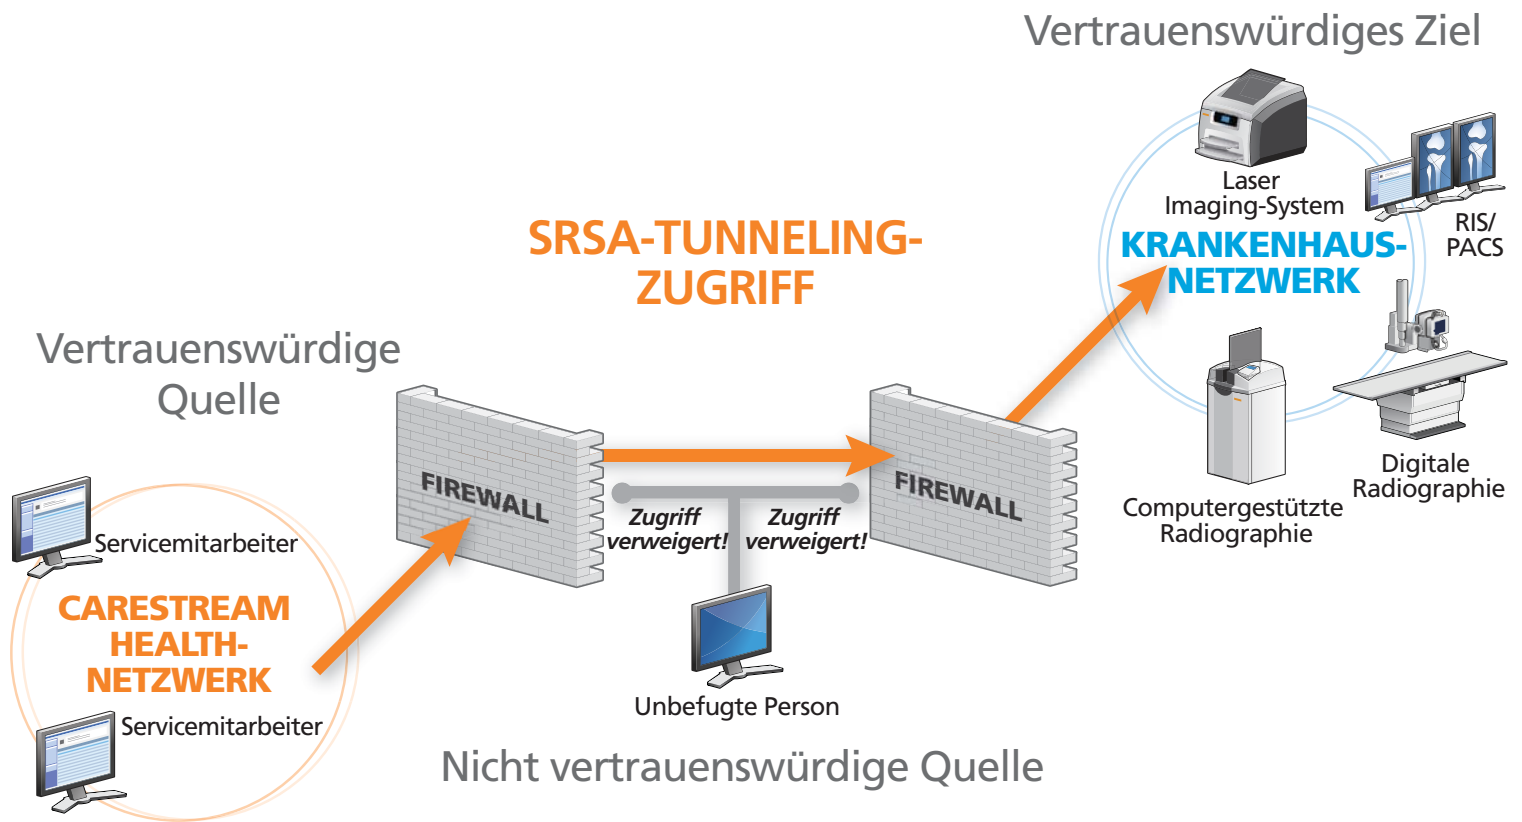 Vertrauenswürdiges Ziel
Laser
Imaging-System
RIS/
PACS
KRANKENHAUS-
NETZWERK
SRSA-TUNNELING-
ZUGRIFF
Vertrauenswürdige
Quelle
FIREWALL
FIREWALL
Zugriff
verweigert!
Zugriff
verweigert!
Digitale
Radiographie
Computergestützte
Radiographie
Servicemitarbeiter
CARESTREAM
HEALTH-
NETZWERK
Servicemitarbeiter
Unbefugte Person
Nicht vertrauenswürdige Quelle